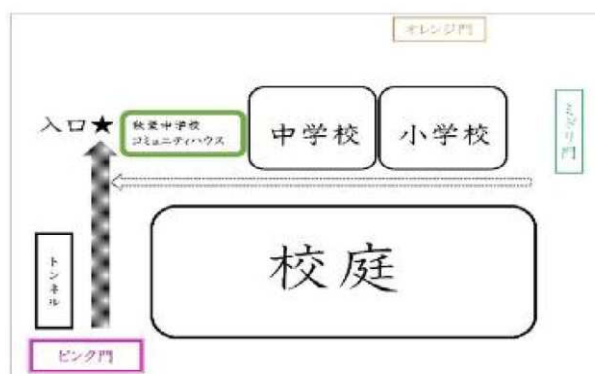 オレンジ門
入口★
秋葉中学校
コミュニティハウス
中学校
小学校
ミドリ門
校庭
トンネル
ピンク門